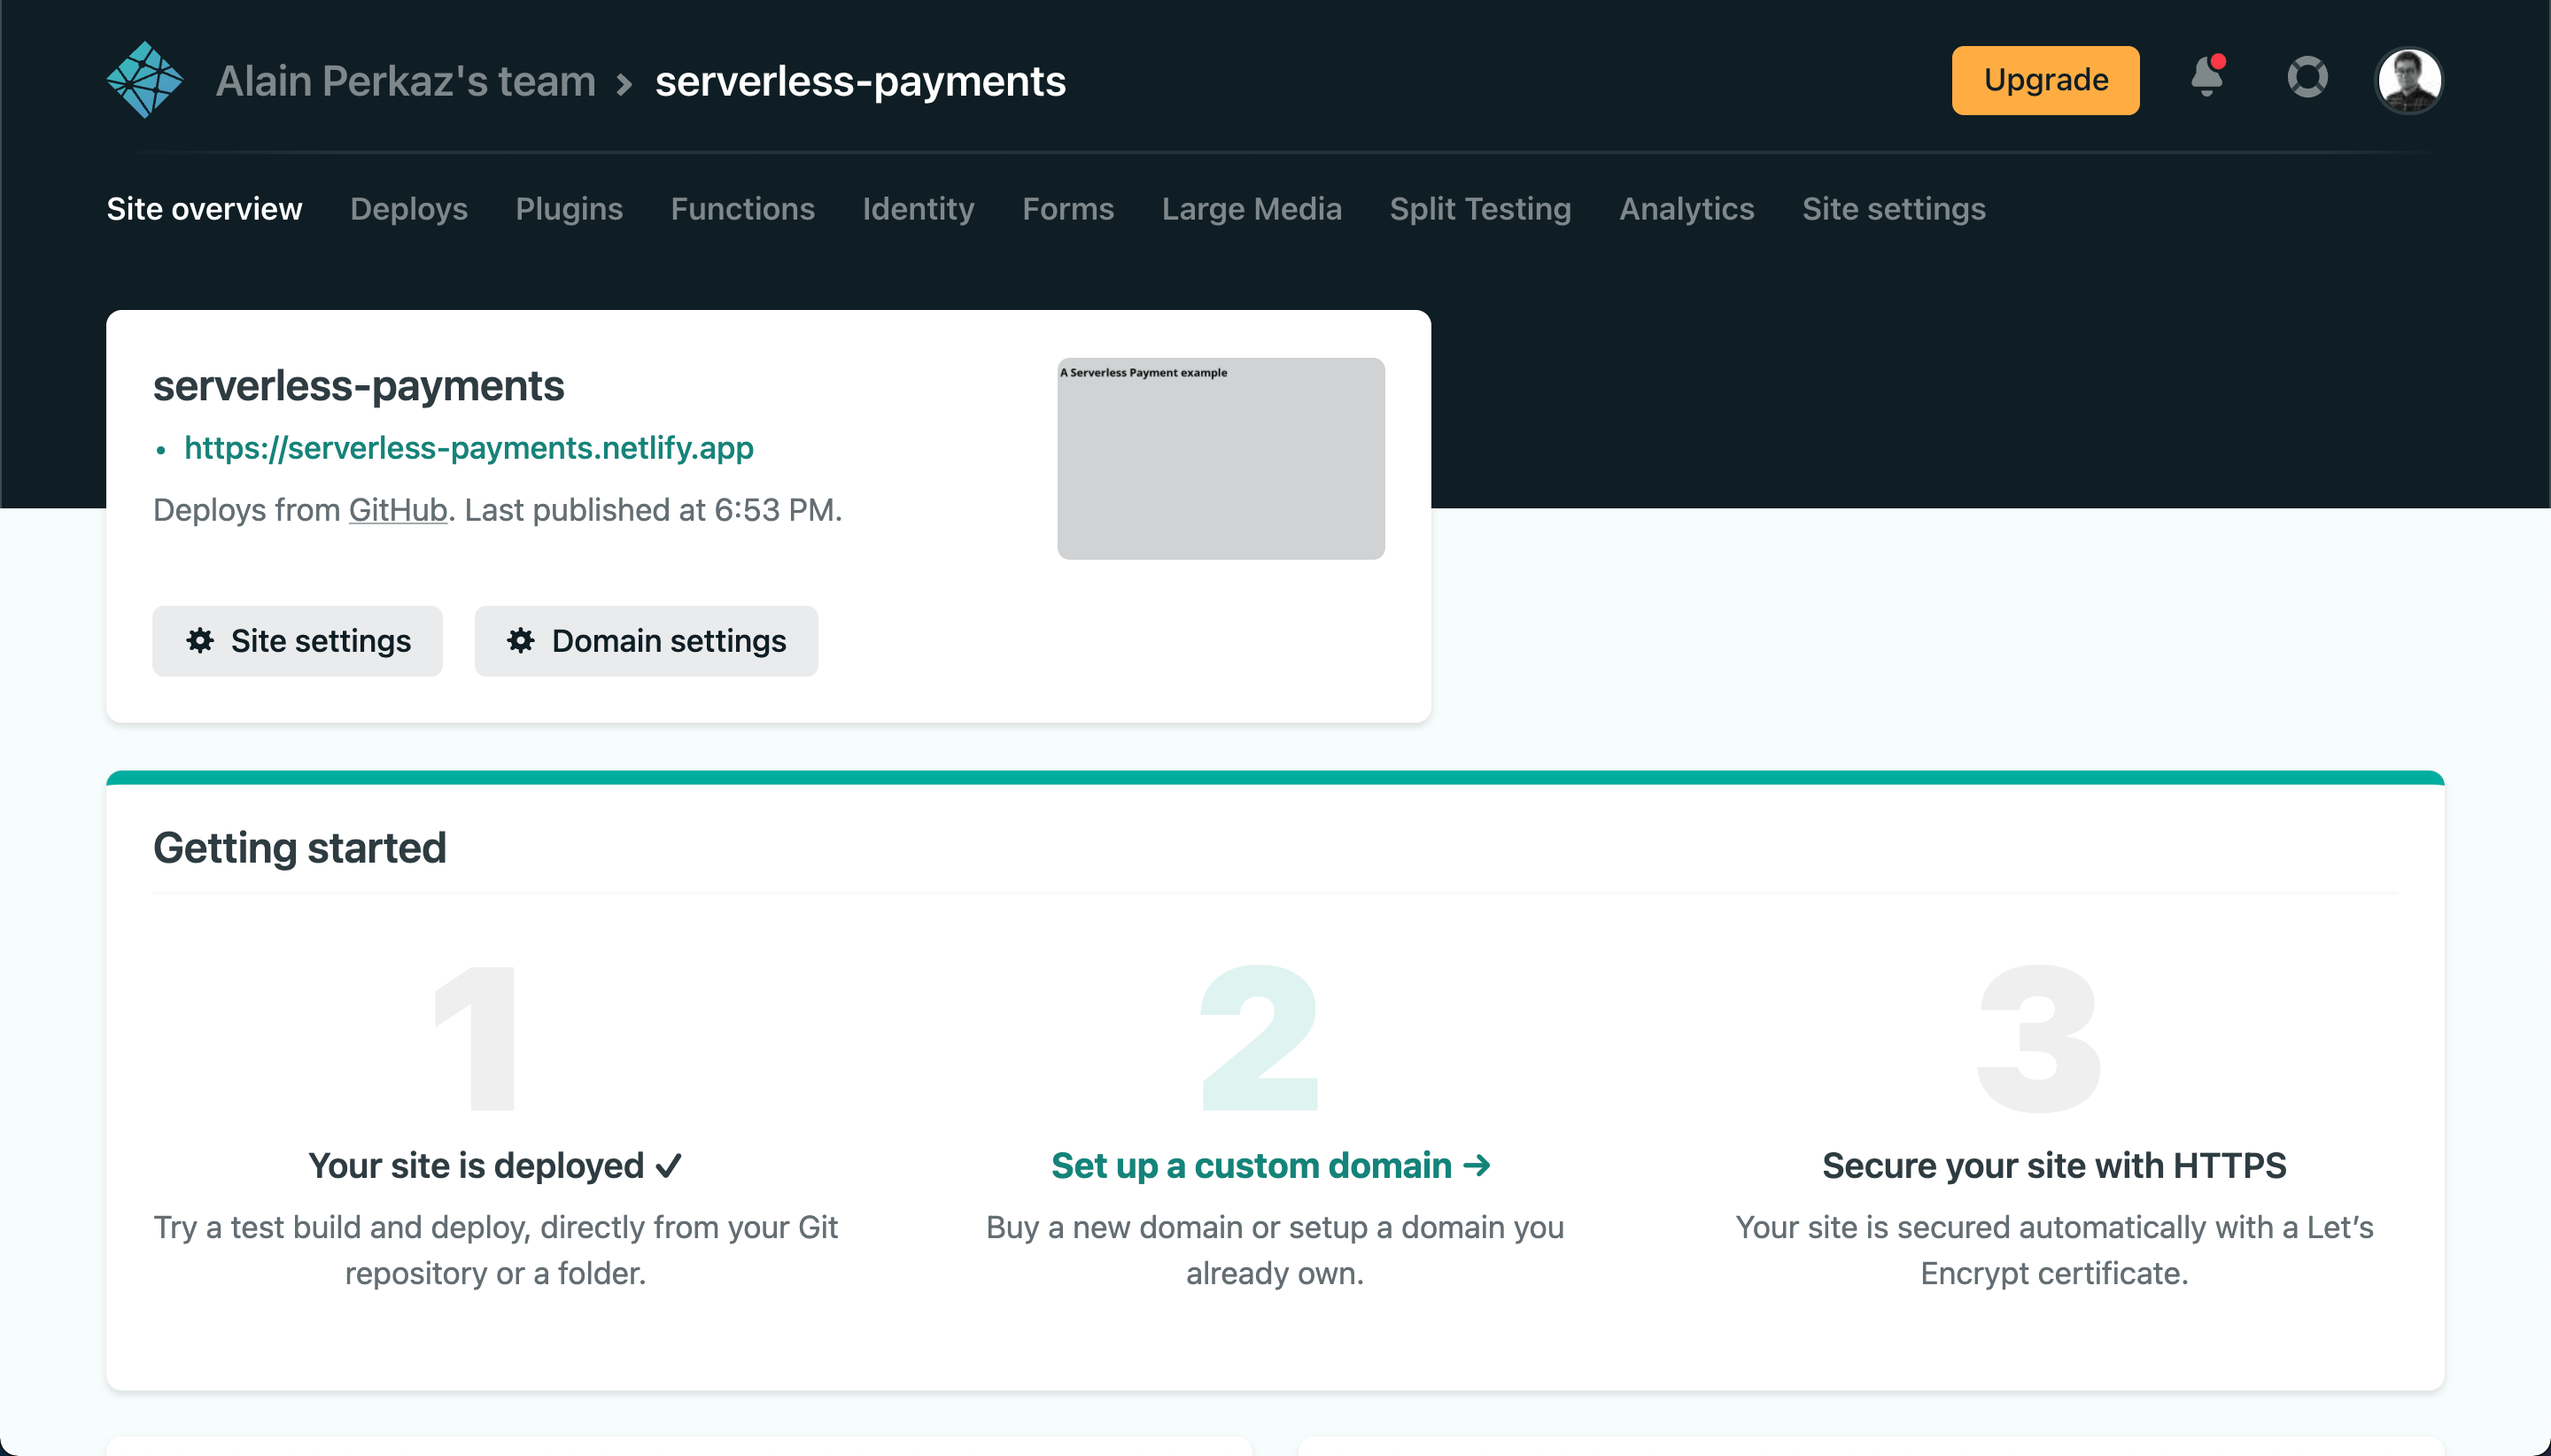 Alain Perkaz's team › serverless-payments
Upgrade
Site overview Deploys Plugins Functions Identity Forms Large Media Split Testing Analytics Site settings
serverless-payments
• https://serverless-payments.netlify.app
Deploys from GitHub. Last published at 6:53 PM.
A Serverless Payment example
Site settings
Domain settings
Getting started
1
Your site is deployed ✓
Try a test build and deploy, directly from your Git
repository or a folder.
2
Set up a custom domain →
Buy a new domain or setup a domain you
already own.
3
Secure your site with HTTPS
Your site is secured automatically with a Let’s
Encrypt certificate.